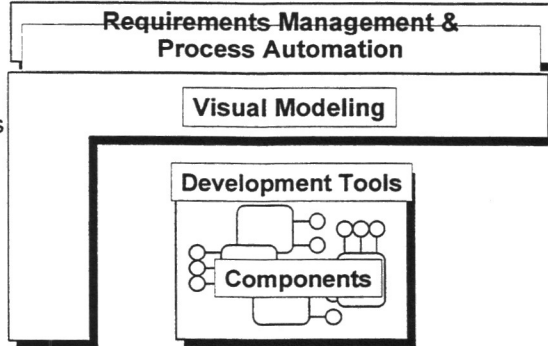 Requirements Management &
Process Automation
Visual Modeling
Development Tools
Components